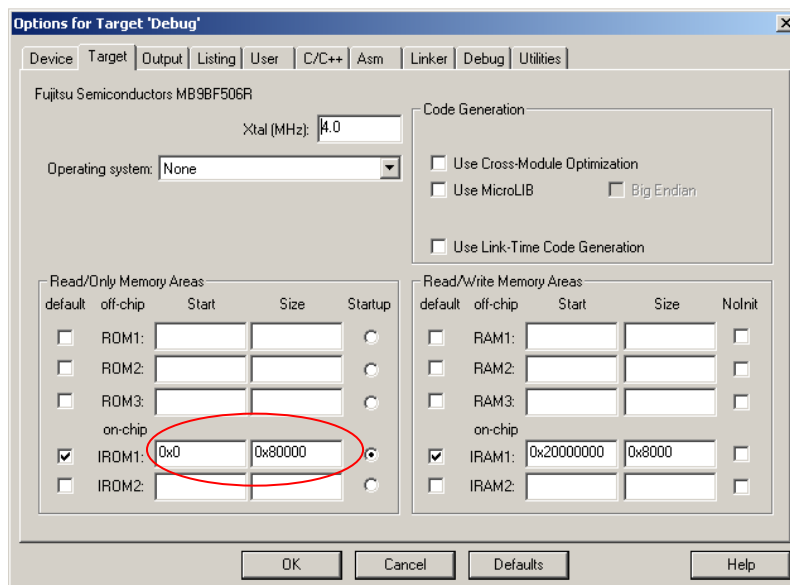 Options for Target 'Debug'
Device Target Output Listing User C/C++ Asm Linker Debug Utilities
Fujitsu Semiconductors MB9BF506R
Xtal (MHz): 4.0
Operating system: None
Code Generation
Use Cross-Module Optimization
Use MicroLIB Big Endian
Use Link-Time Code Generation
Read/Only Memory Areas
default off-chip Start Size Startup
ROM1:
ROM2:
ROM3:
on-chip
IROM1: 0x0 0x80000
IROM2:
Read/Write Memory Areas
default off-chip Start Size NoInit
RAM1:
RAM2:
RAM3:
on-chip
IRAM1: 0x20000000 0x8000
IRAM2:
OK Cancel Defaults Help